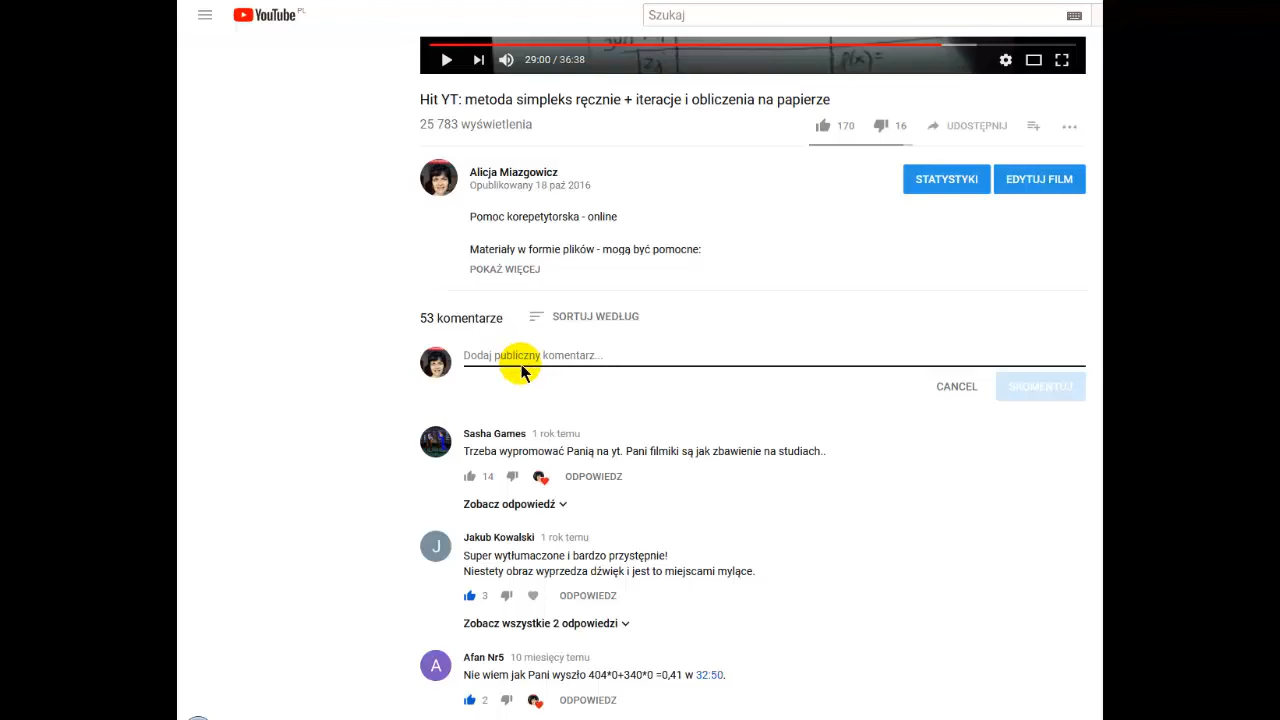 YouTube PL
Szukaj
29:00 / 36:38
Hit YT: metoda simpleks ręcznie + iteracje i obliczenia na papierze
25 783 wyświetlenia
170
16
UDOSTĘPNIJ
Alicja Miazgowicz
Opublikowany 18 paź 2016
STATYSTYKI
EDYTUJ FILM
Pomoc korepetytorska - online
Materiały w formie plików - mogą być pomocne:
POKAŻ WIĘCEJ
53 komentarze
SORTUJ WEDŁUG
Dodaj publiczny komentarz...
CANCEL
SKOMENTUJ
Sasha Games 1 rok temu
Trzeba wypromować Panią na yt. Pani filmiki są jak zbawienie na studiach..
14
ODPOWIEDZ
Zobacz odpowiedź
J
Jakub Kowalski 1 rok temu
Super wytłumaczone i bardzo przystępnie!
Niestety obraz wyprzedza dźwięk i jest to miejscami mylące.
3
ODPOWIEDZ
Zobacz wszystkie 2 odpowiedzi
A
Afan Nr5 10 miesięcy temu
Nie wiem jak Pani wyszło 404*0+340*0 =0,41 w 32:50.
2
ODPOWIEDZ